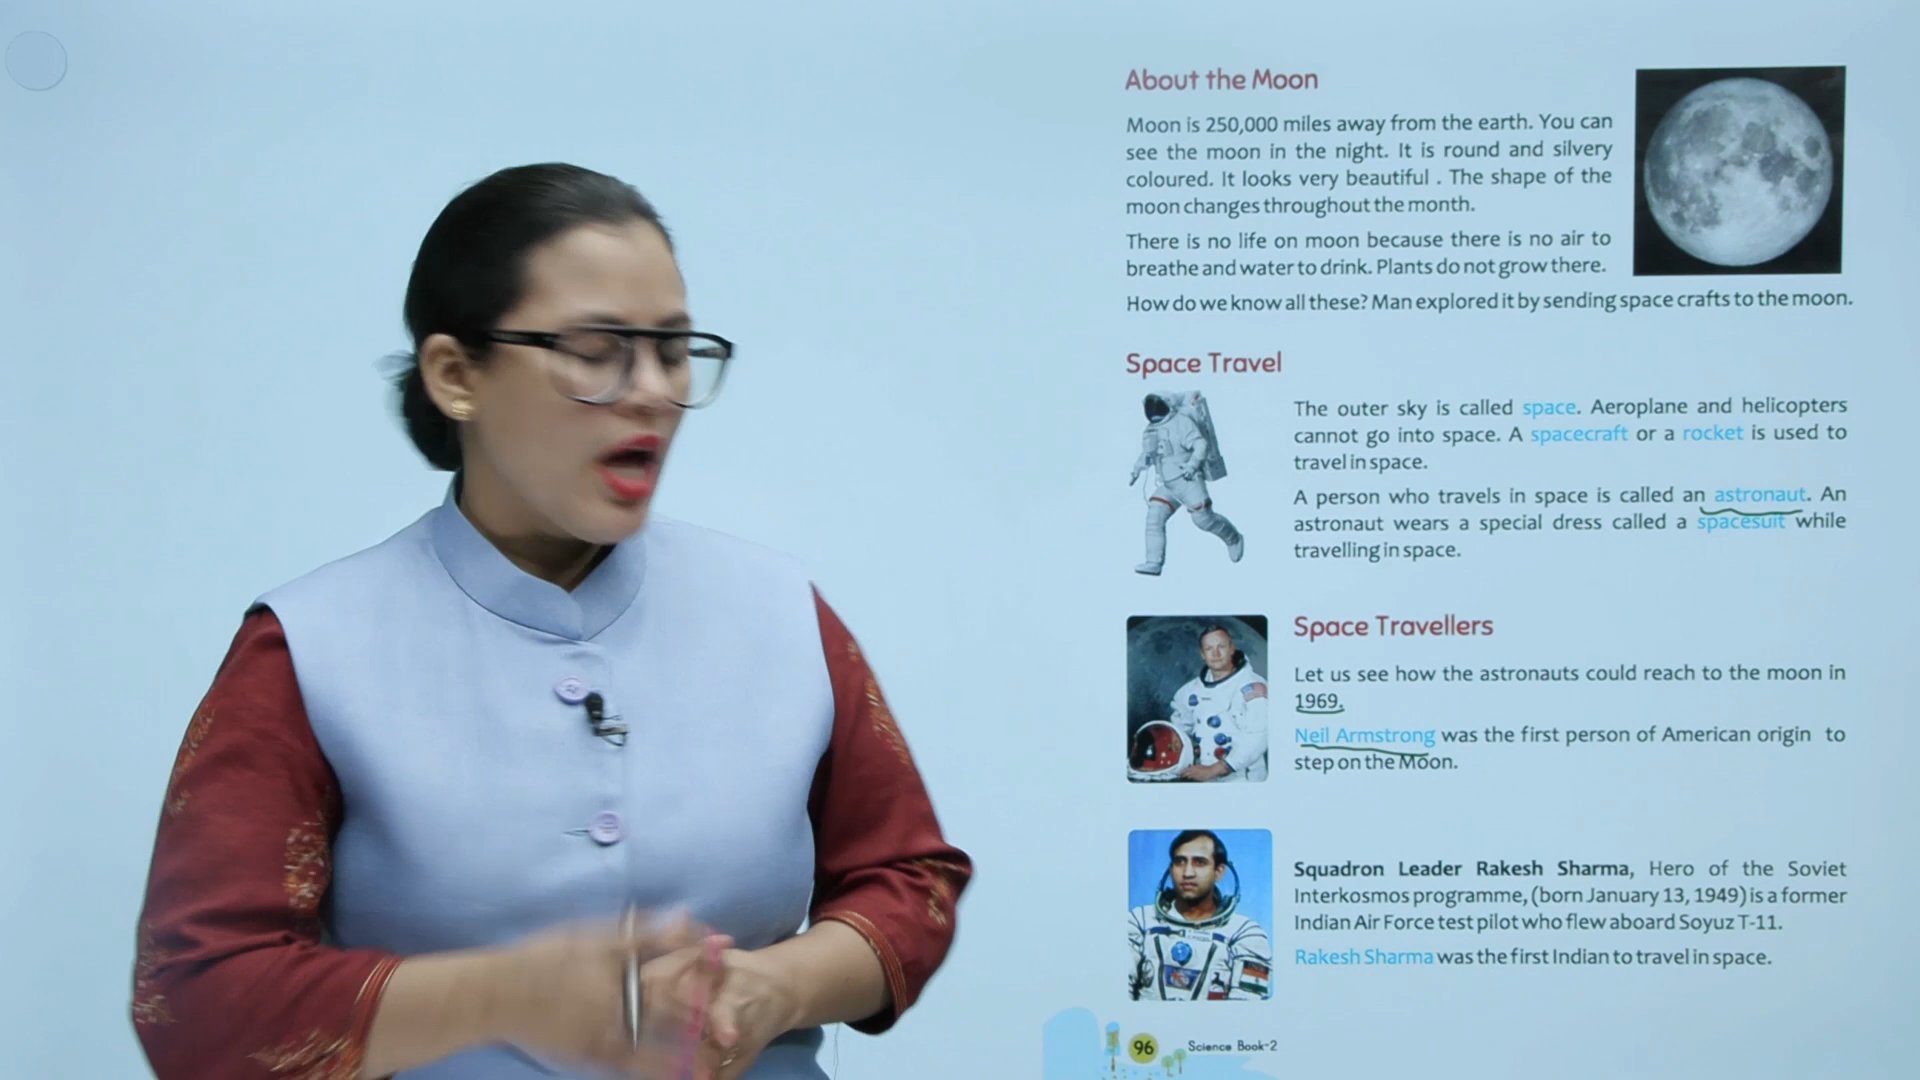 About the Moon
Moon is 250,000 miles away from the earth. You can
see the moon in the night. It is round and silvery
coloured. It looks very beautiful . The shape of the
moon changes throughout the month.
There is no life on moon because there is no air to
breathe and water to drink. Plants do not grow there.
How do we know all these? Man explored it by sending space crafts to the moon.
Space Travel
The outer sky is called space. Aeroplane and helicopters
cannot go into space. A spacecraft or a rocket is used to
travel in space.
A person who travels in space is called an astronaut. An
astronaut wears a special dress called a spacesuit while
travelling in space.
Space Travellers
Let us see how the astronauts could reach to the moon in
1969.
Neil Armstrong was the first person of American origin to
step on the Moon.
Squadron Leader Rakesh Sharma, Hero of the Soviet
Interkosmos programme, (born January 13, 1949) is a former
Indian Air Force test pilot who flew aboard Soyuz T-11.
Rakesh Sharma was the first Indian to travel in space.
96 Science Book-2